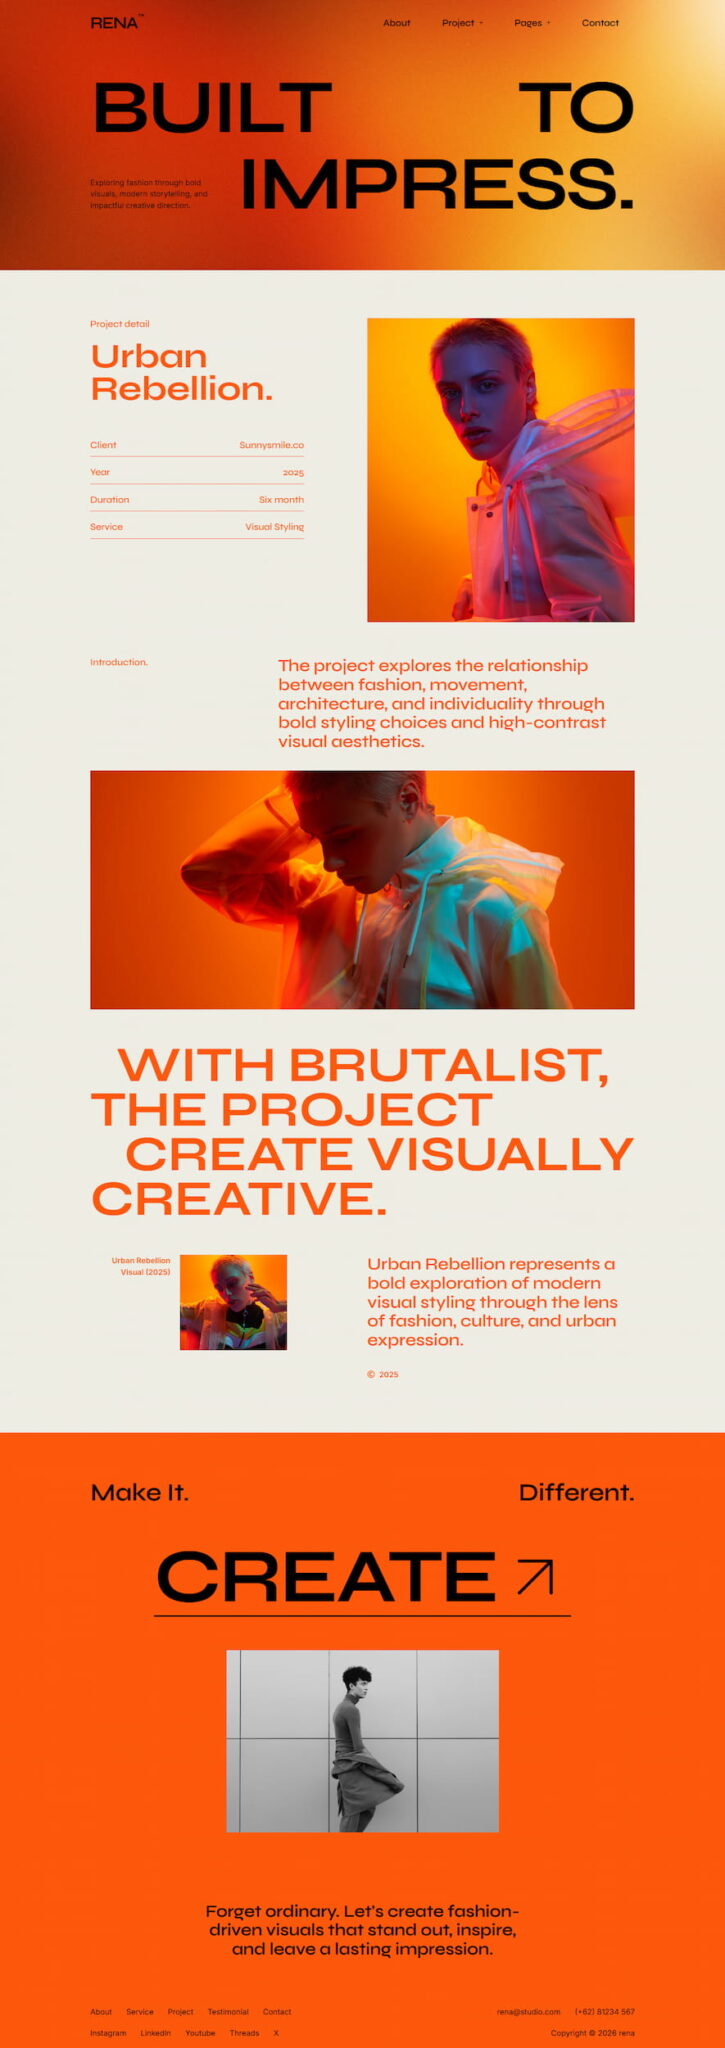 RENA™
About Project + Pages + Contact
BUILT TO
IMPRESS.
Exploring fashion through bold
visuals, modern storytelling, and
impactful creative direction.
Project detail
Urban
Rebellion.
Client Sunnysmile.co
Year 2025
Duration Six month
Service Visual Styling
Introduction.
The project explores the relationship
between fashion, movement,
architecture, and individuality through
bold styling choices and high-contrast
visual aesthetics.
WITH BRUTALIST,
THE PROJECT
CREATE VISUALLY
CREATIVE.
Urban Rebellion
Visual (2025)
Urban Rebellion represents a
bold exploration of modern
visual styling through the lens
of fashion, culture, and urban
expression.
© 2025
Make It. Different.
CREATE
Forget ordinary. Let's create fashion-
driven visuals that stand out, inspire,
and leave a lasting impression.
About Service Project Testimonial Contact
rena@studio.com (+62) 81234 567
Instagram LinkedIn Youtube Threads X
Copyright © 2026 rena